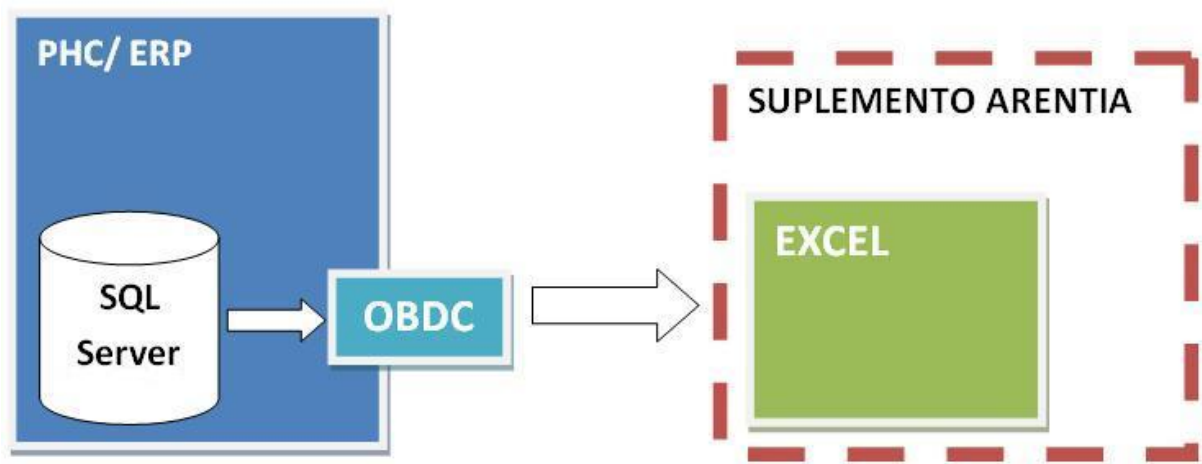 PHC/ ERP
SUPLEMENTO ARENTIA
EXCEL
SQL
Server
OBDC